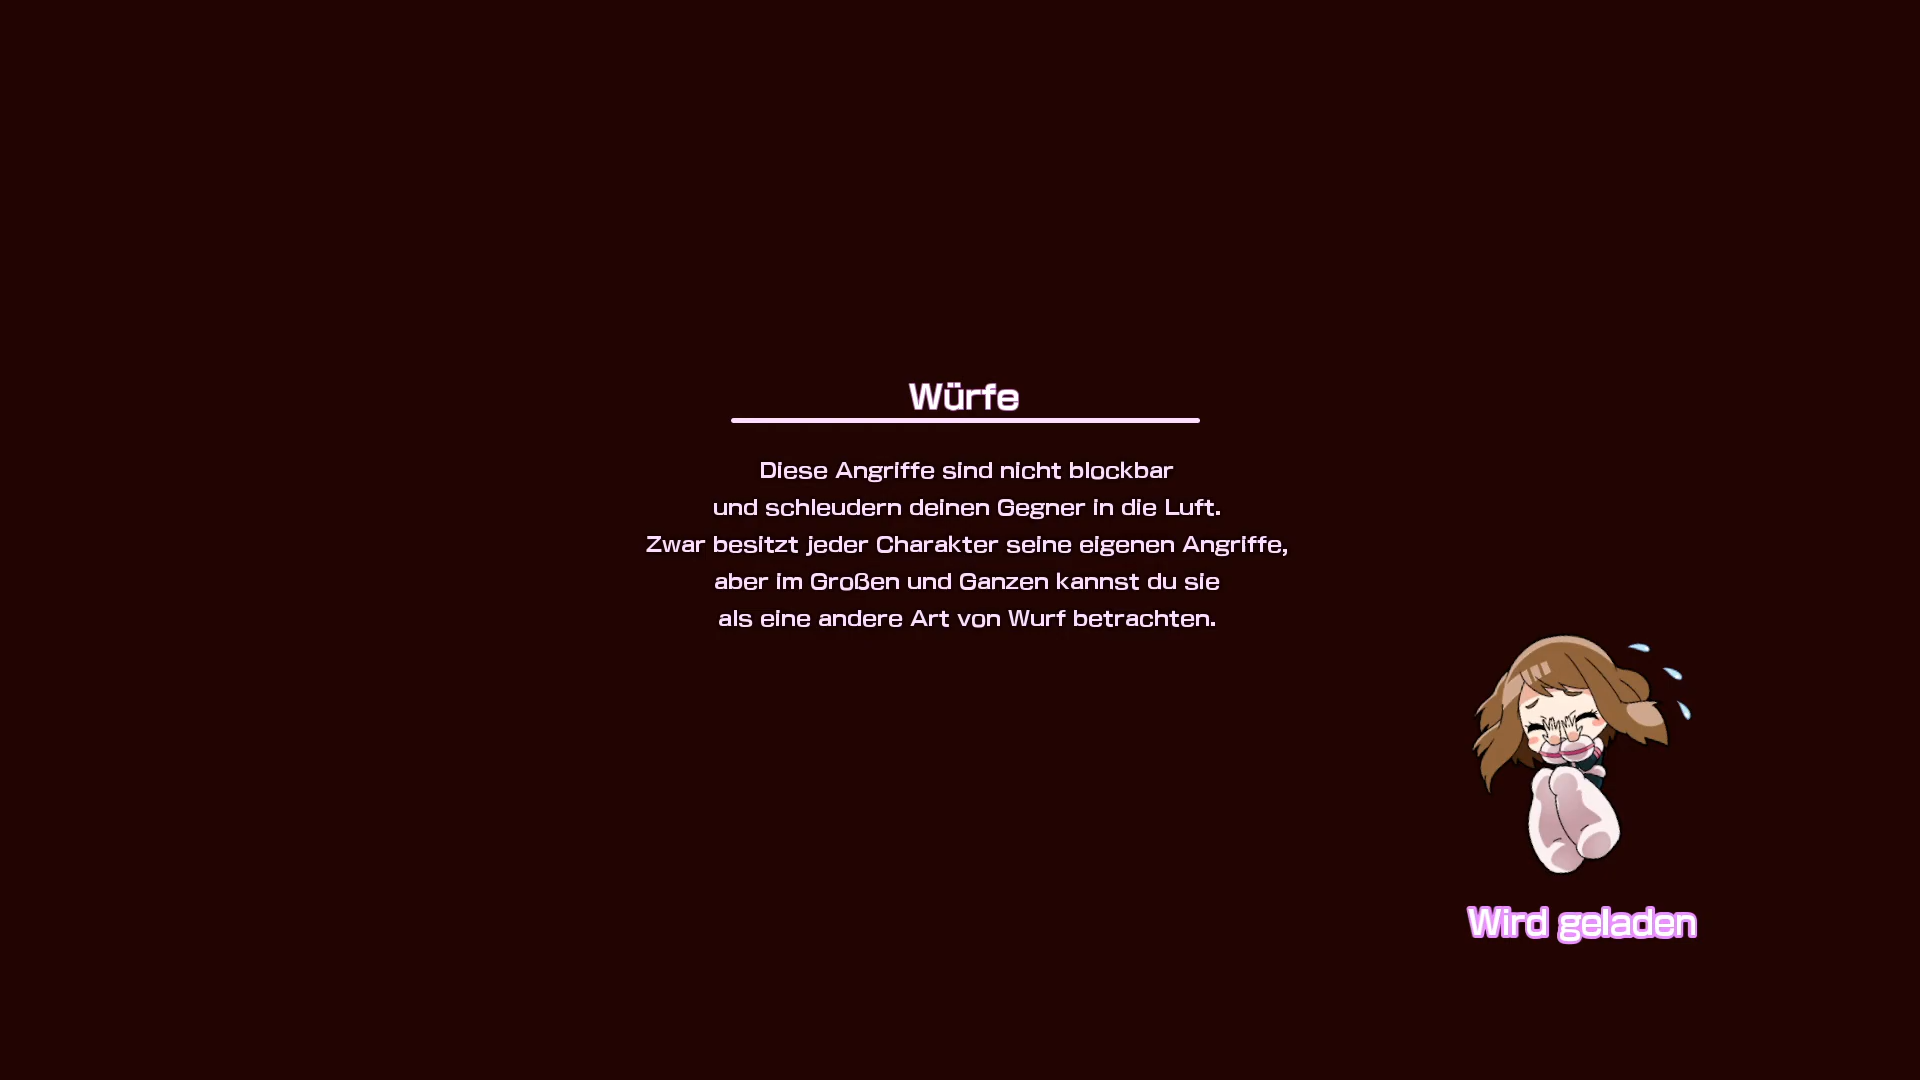 Würfe
Diese Angriffe sind nicht blockbar
und schleudern deinen Gegner in die Luft.
Zwar besitzt jeder Charakter seine eigenen Angriffe,
aber im Großen und Ganzen kannst du sie
als eine andere Art von Wurf betrachten.
Wird geladen